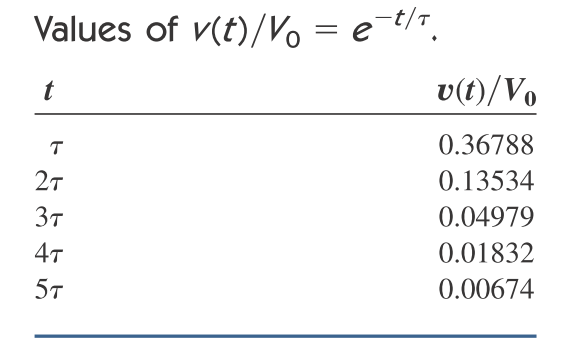 Values of v(t)/V₀ = e^{−t/τ}.
t v(t)/V₀
τ 0.36788
2τ 0.13534
3τ 0.04979
4τ 0.01832
5τ 0.00674